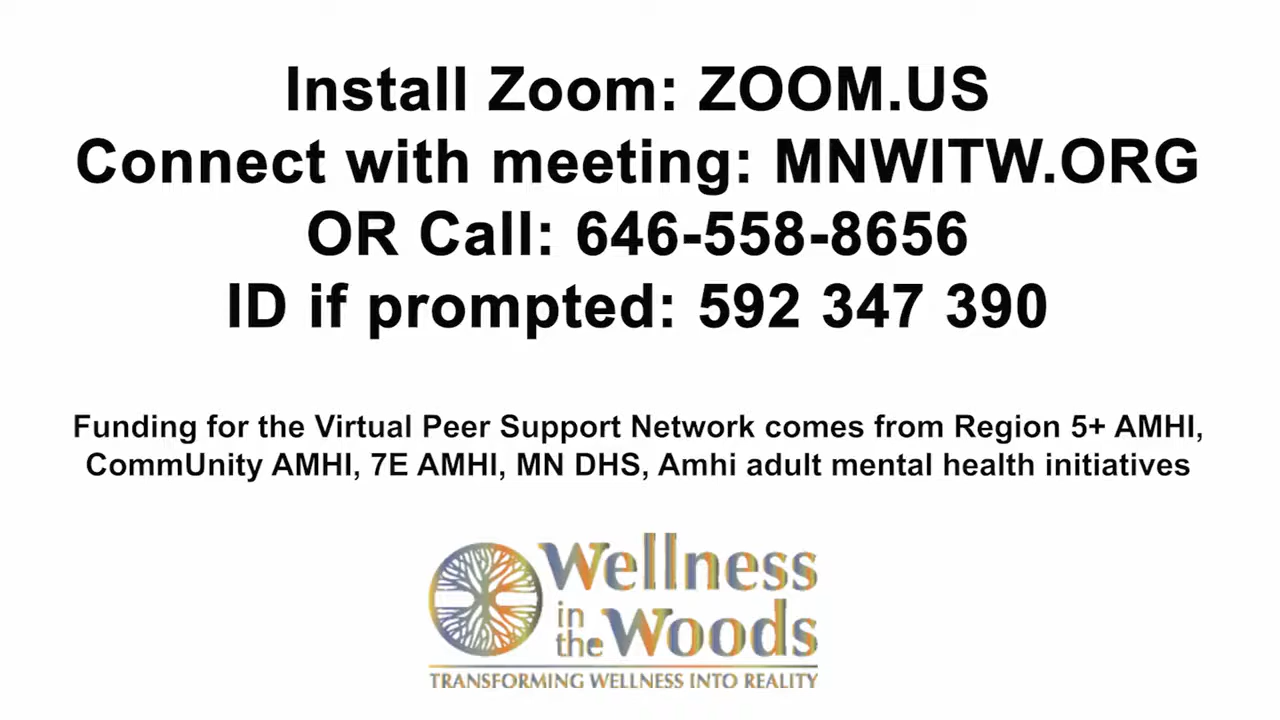 Install Zoom: ZOOM.US
Connect with meeting: MNWITW.ORG
OR Call: 646-558-8656
ID if prompted: 592 347 390
Funding for the Virtual Peer Support Network comes from Region 5+ AMHI,
CommUnity AMHI, 7E AMHI, MN DHS, Amhi adult mental health initiatives
Wellness
in the Woods
TRANSFORMING WELLNESS INTO REALITY